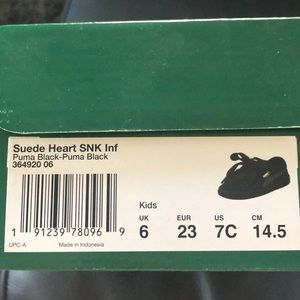 Suede Heart SNK Inf
Puma Black-Puma Black
364920 06
Kids
UK EUR US CM
6 23 7C 14.5
1 91239 78096 9
UPC-A Made in Indonesia